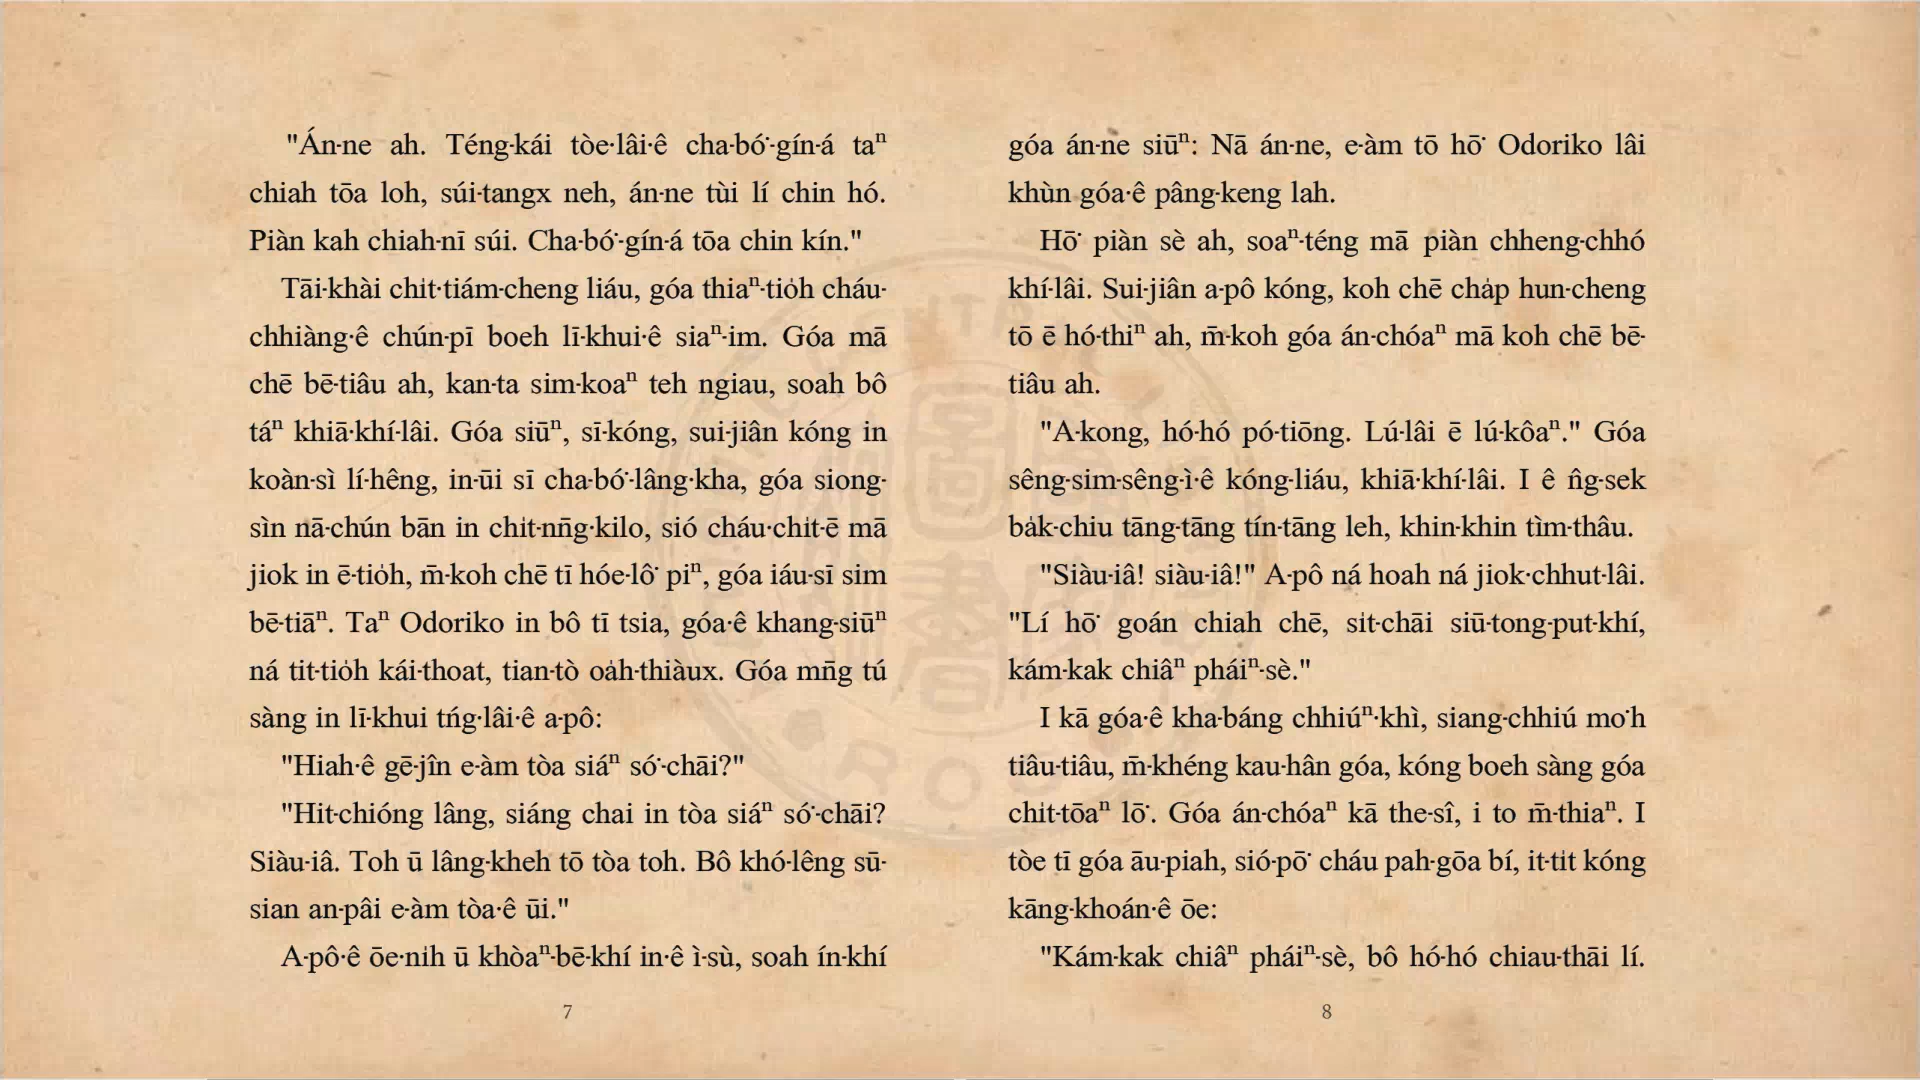 "Án-ne ah. Téng-kái tòe-lâi-ê cha-bó͘-gín-á taⁿ
chiah tōa loh, súi-tangx neh, án-ne tùi lí chin hó.
Piàn kah chiah-nī súi. Cha-bó͘-gín-á tōa chin kín."
Tāi-khài chi̍t-tiám-cheng liáu, góa thiaⁿ-tio̍h cháu-
chhiàng-ê chún-pī boeh lī-khui-ê siaⁿ-im. Góa mā
chē bē-tiâu ah, kan-ta sim-koaⁿ teh ngiau, soah bô
táⁿ khiā-khí-lâi. Góa siūⁿ, sī-kóng, sui-jiân kóng in
koàn-sì lí-hêng, in-ūi sī cha-bó͘-lâng-kha, góa siong-
sìn nā-chún bān in chi̍t-nn̄g-kilo, sió cháu-chi̍t-ē mā
jiok in ē-tio̍h, m̄-koh chē tī hóe-lô͘ piⁿ, góa iáu-sī sim
bē-tiāⁿ. Taⁿ Odoriko in bô tī tsia, góa-ê khang-siūⁿ
ná tit-tio̍h kái-thoat, tian-tò oa̍h-thiàux. Góa mn̄g tú
sàng in lī-khui tńg-lâi-ê a-pô:
"Hiah-ê gē-jîn e-àm tòa siáⁿ só͘-chāi?"
"Hit-chióng lâng, siáng chai in tòa siáⁿ só͘-chāi?
Siàu-iâ. Toh ū lâng-kheh tō tòa toh. Bô khó-lêng sū-
sian an-pâi e-àm tòa-ê ūi."
A-pô-ê ōe-ni̍h ū khòaⁿ-bē-khí in-ê ì-sù, soah ín-khí
7
góa án-ne siūⁿ: Nā án-ne, e-àm tō hō͘ Odoriko lâi
khùn góa-ê pâng-keng lah.
Hō͘ piàn sè ah, soaⁿ-téng mā piàn chheng-chhó
khí-lâi. Sui-jiân a-pô kóng, koh chē cha̍p hun-cheng
tō ē hó-thiⁿ ah, m̄-koh góa án-chóaⁿ mā koh chē bē-
tiâu ah.
"A-kong, hó-hó pó-tiōng. Lú-lâi ē lú-kôaⁿ." Góa
sêng-sim-sêng-ì-ê kóng-liáu, khiā-khí-lâi. I ê n̂g-sek
ba̍k-chiu tāng-tāng tín-tāng leh, khin-khin tìm-thâu.
"Siàu-iâ! siàu-iâ!" A-pô ná hoah ná jiok-chhut-lâi.
"Lí hō͘ goán chiah chē, si̍t-chāi siū-tong-put-khí,
kám-kak chiâⁿ pháiⁿ-sè."
I kā góa-ê kha-báng chhiúⁿ-khì, siang-chhiú mo͘h
tiâu-tiâu, m̄-khéng kau-hân góa, kóng boeh sàng góa
chi̍t-tōaⁿ lō͘. Góa án-chóaⁿ kā the-sî, i to m̄-thiaⁿ. I
tòe tī góa āu-piah, sió-pō͘ cháu pah-gōa bí, it-ti̍t kóng
kāng-khoán-ê ōe:
"Kám-kak chiâⁿ pháiⁿ-sè, bô hó-hó chiau-thāi lí.
8